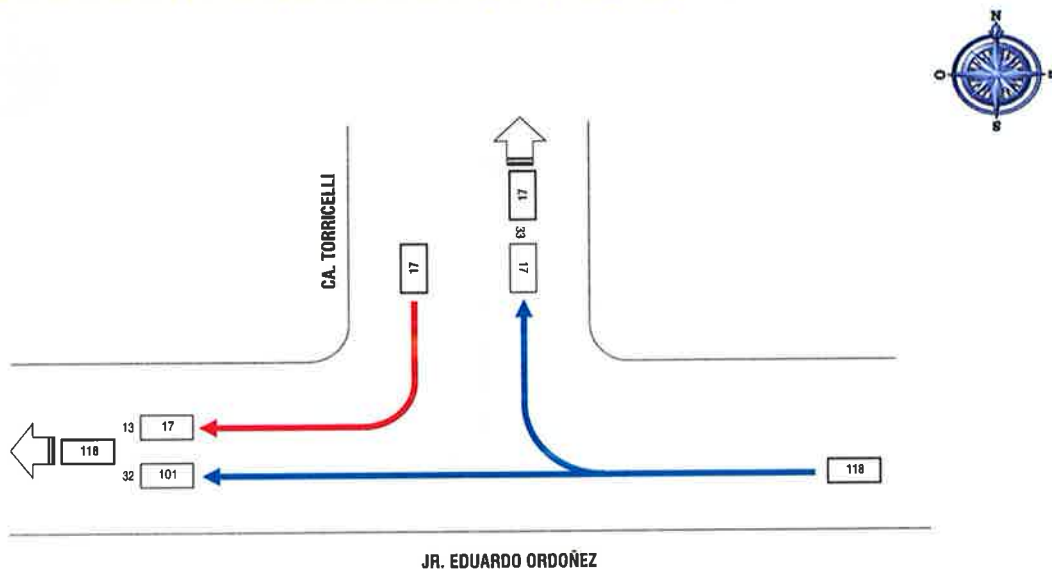 N
O
E
S
CA. TORRICELLI
17
33
17
17
13
17
118
32
101
118
JR. EDUARDO ORDOÑEZ